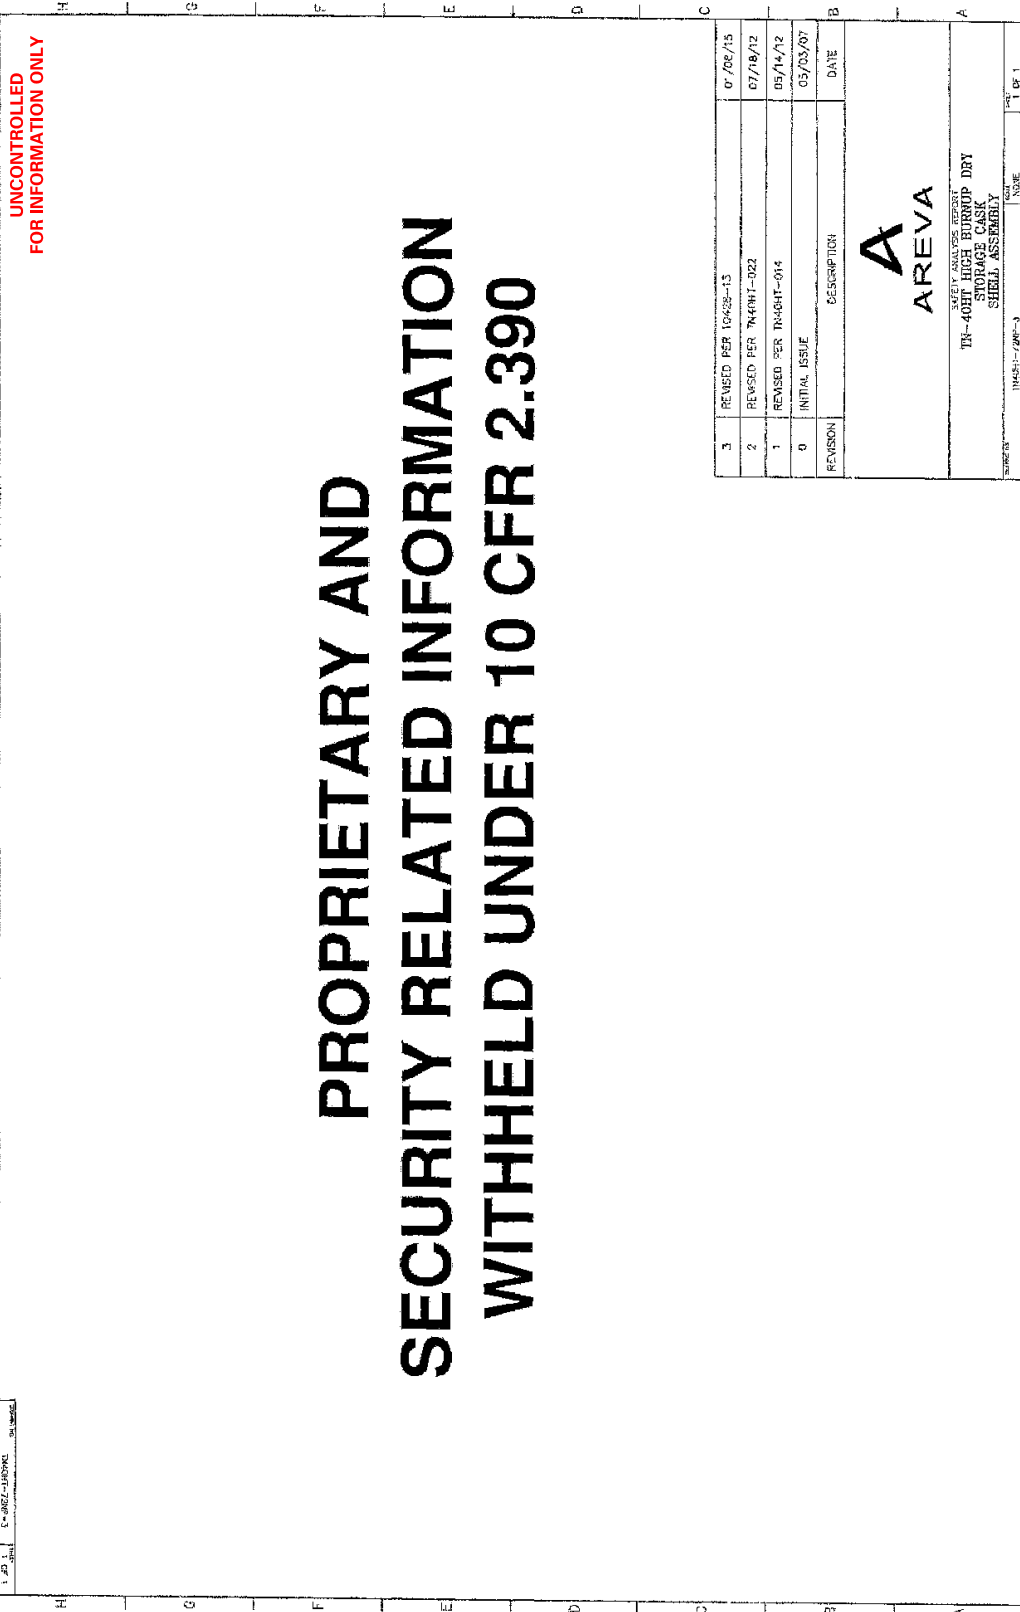 UNCONTROLLED
FOR INFORMATION ONLY
PROPRIETARY AND
SECURITY RELATED INFORMATION
WITHHELD UNDER 10 CFR 2.390
H G F E D C B A
3 REVISED PER 10428-13
2 REVISED PER TN40HT-022 07/18/12
1 REVISED PER TN40HT-014 05/14/12
0 INITIAL ISSUE 05/03/07
REVISION DESCRIPTION DATE
A
AREVA
SAFETY ANALYSIS REPORT
TN-40HT HIGH BURNUP DRY
STORAGE CASK
SHELL ASSEMBLY
NONE
1 OF 1
H G F E D C B